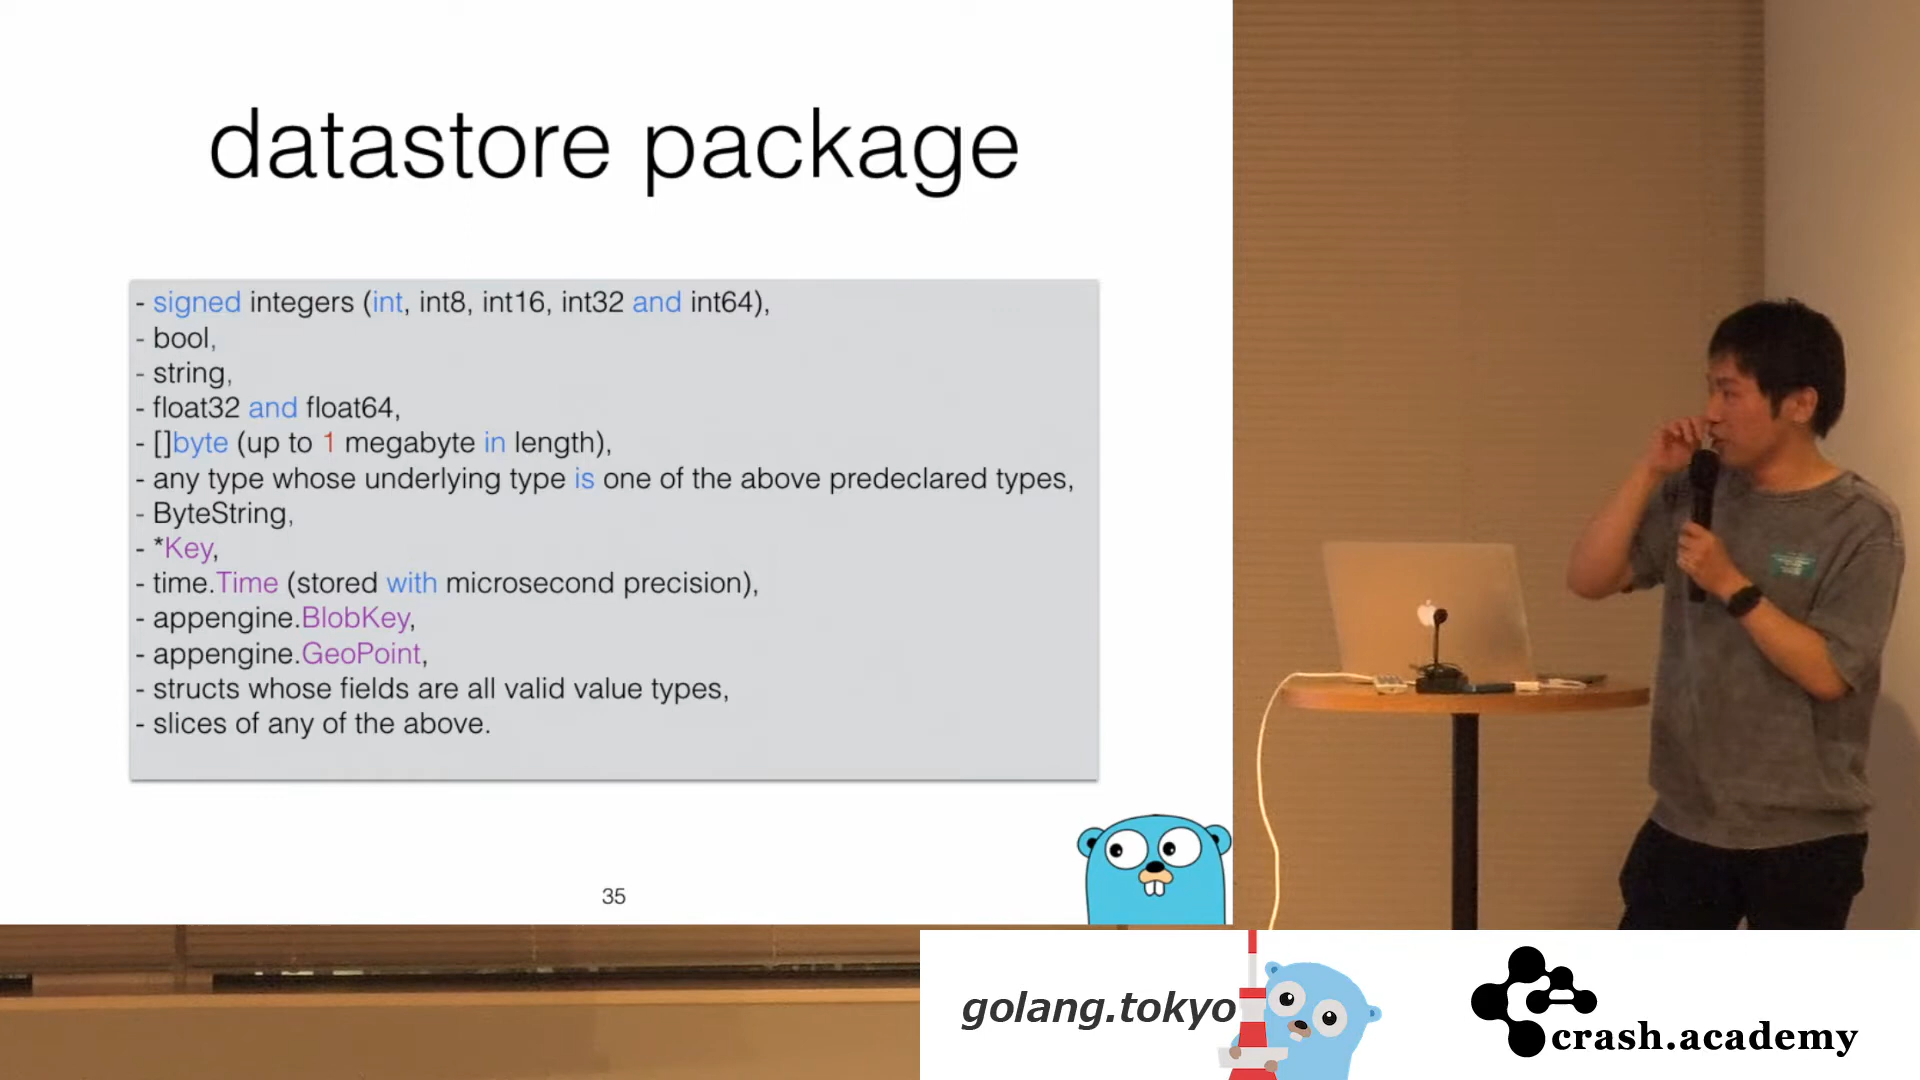 datastore package
- signed integers (int, int8, int16, int32 and int64),
- bool,
- string,
- float32 and float64,
- []byte (up to 1 megabyte in length),
- any type whose underlying type is one of the above predeclared types,
- ByteString,
- *Key,
- time.Time (stored with microsecond precision),
- appengine.BlobKey,
- appengine.GeoPoint,
- structs whose fields are all valid value types,
- slices of any of the above.
35
golang.tokyo
crash.academy